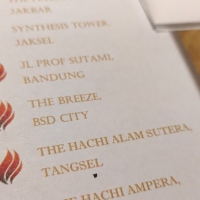 JAKBAR
SYNTHESIS TOWER,
JAKSEL
JL PROF SUTAMI,
BANDUNG
THE BREEZE,
BSD CITY
THE HACHI ALAM SUTERA,
TANGSEL
THE HACHI AMPERA,